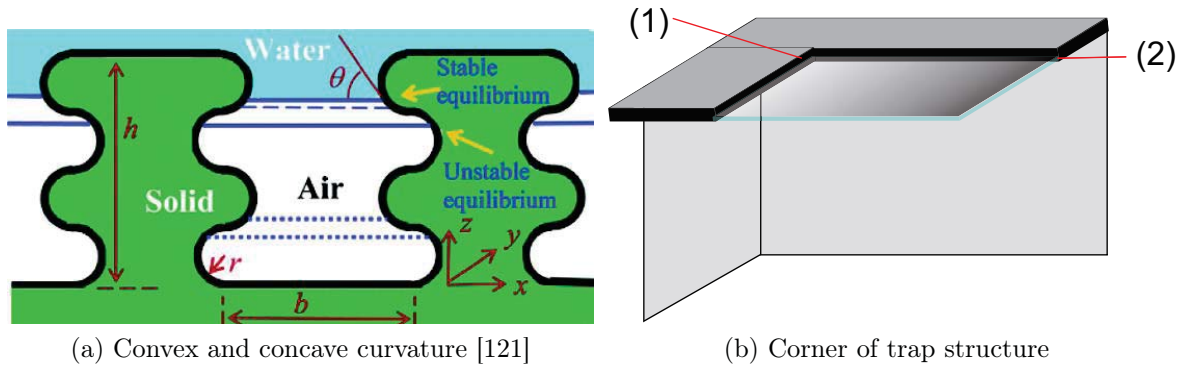 Water
θ
Stable
equilibrium
h
Solid
Air
Unstable
equilibrium
z
y
x
r
b
(1)
(2)
(a) Convex and concave curvature [121]
(b) Corner of trap structure